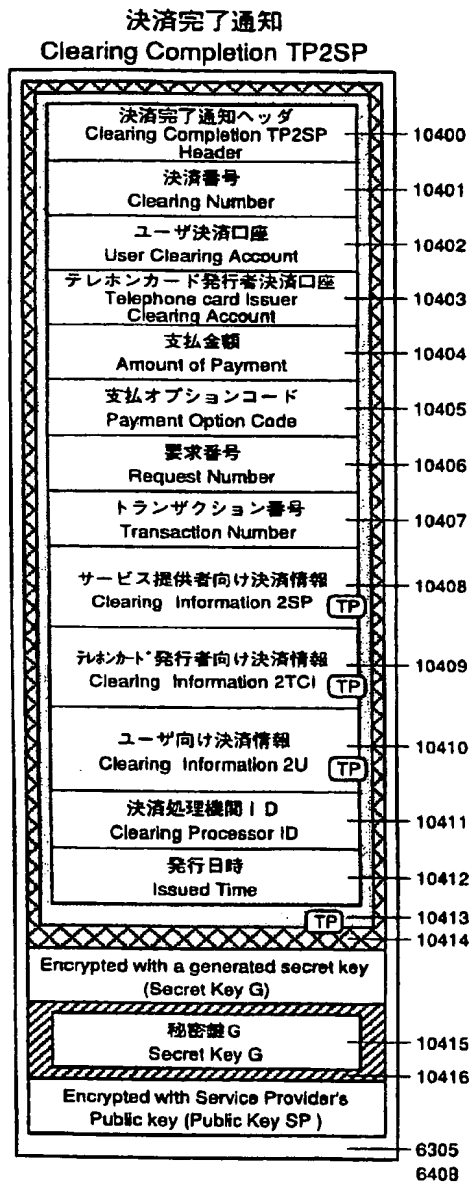 決済完了通知
Clearing Completion TP2SP
決済完了通知ヘッダ
Clearing Completion TP2SP
Header
10400
決済番号
Clearing Number
10401
ユーザ決済口座
User Clearing Account
10402
テレホンカード発行者決済口座
Telephone card Issuer
Clearing Account
10403
支払金額
Amount of Payment
10404
支払オプションコード
Payment Option Code
10405
要求番号
Request Number
10406
トランザクション番号
Transaction Number
10407
サービス提供者向け決済情報
Clearing Information 2SP
TP
10408
テレホンカード発行者向け決済情報
Clearing Information 2TCI
TP
10409
ユーザ向け決済情報
Clearing Information 2U
TP
10410
決済処理機関ID
Clearing Processor ID
10411
発行日時
Issued Time
10412
TP
10413
10414
Encrypted with a generated secret key
(Secret Key G)
秘密鍵G
Secret Key G
10415
10416
Encrypted with Service Provider's
Public key (Public Key SP )
6305
6408